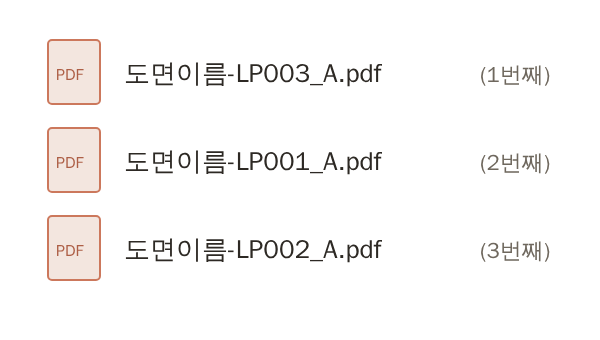 PDF 도면이름-LP003_A.pdf (1번째)
PDF 도면이름-LP001_A.pdf (2번째)
PDF 도면이름-LP002_A.pdf (3번째)